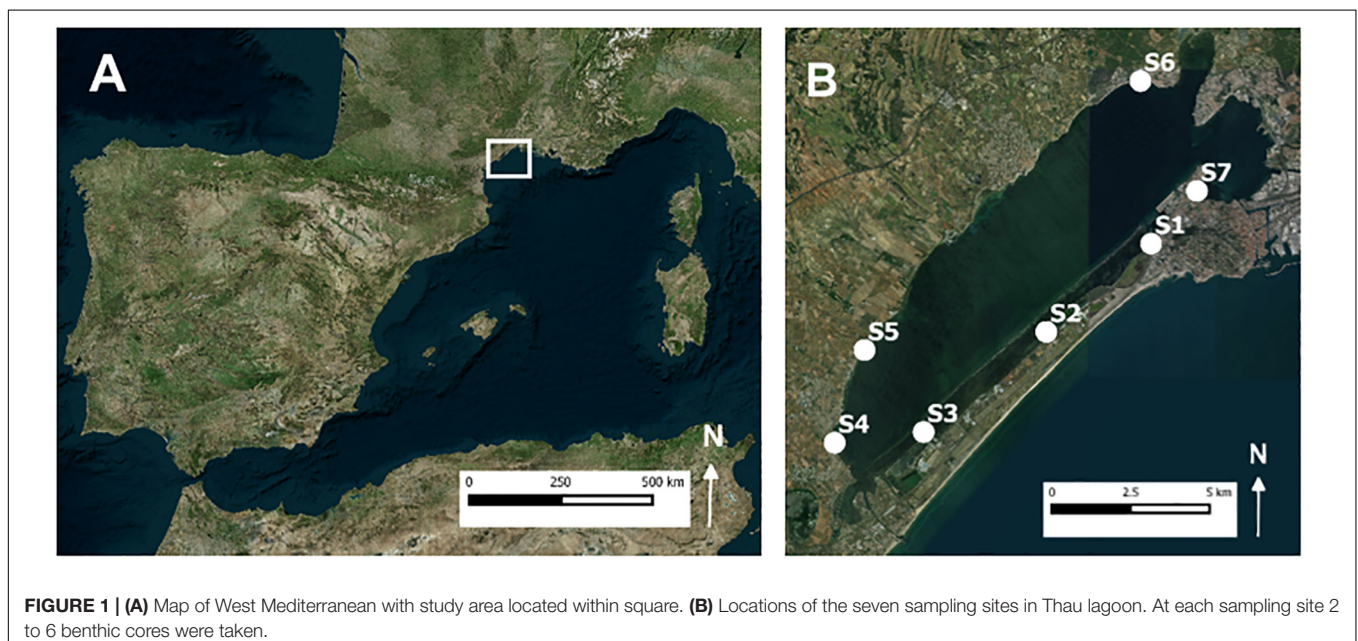 A
N
0 250 500 km
B
S6
S7
S1
S2
S5
S3
S4
N
0 2.5 5 km
FIGURE 1 | (A) Map of West Mediterranean with study area located within square. (B) Locations of the seven sampling sites in Thau lagoon. At each sampling site 2
to 6 benthic cores were taken.